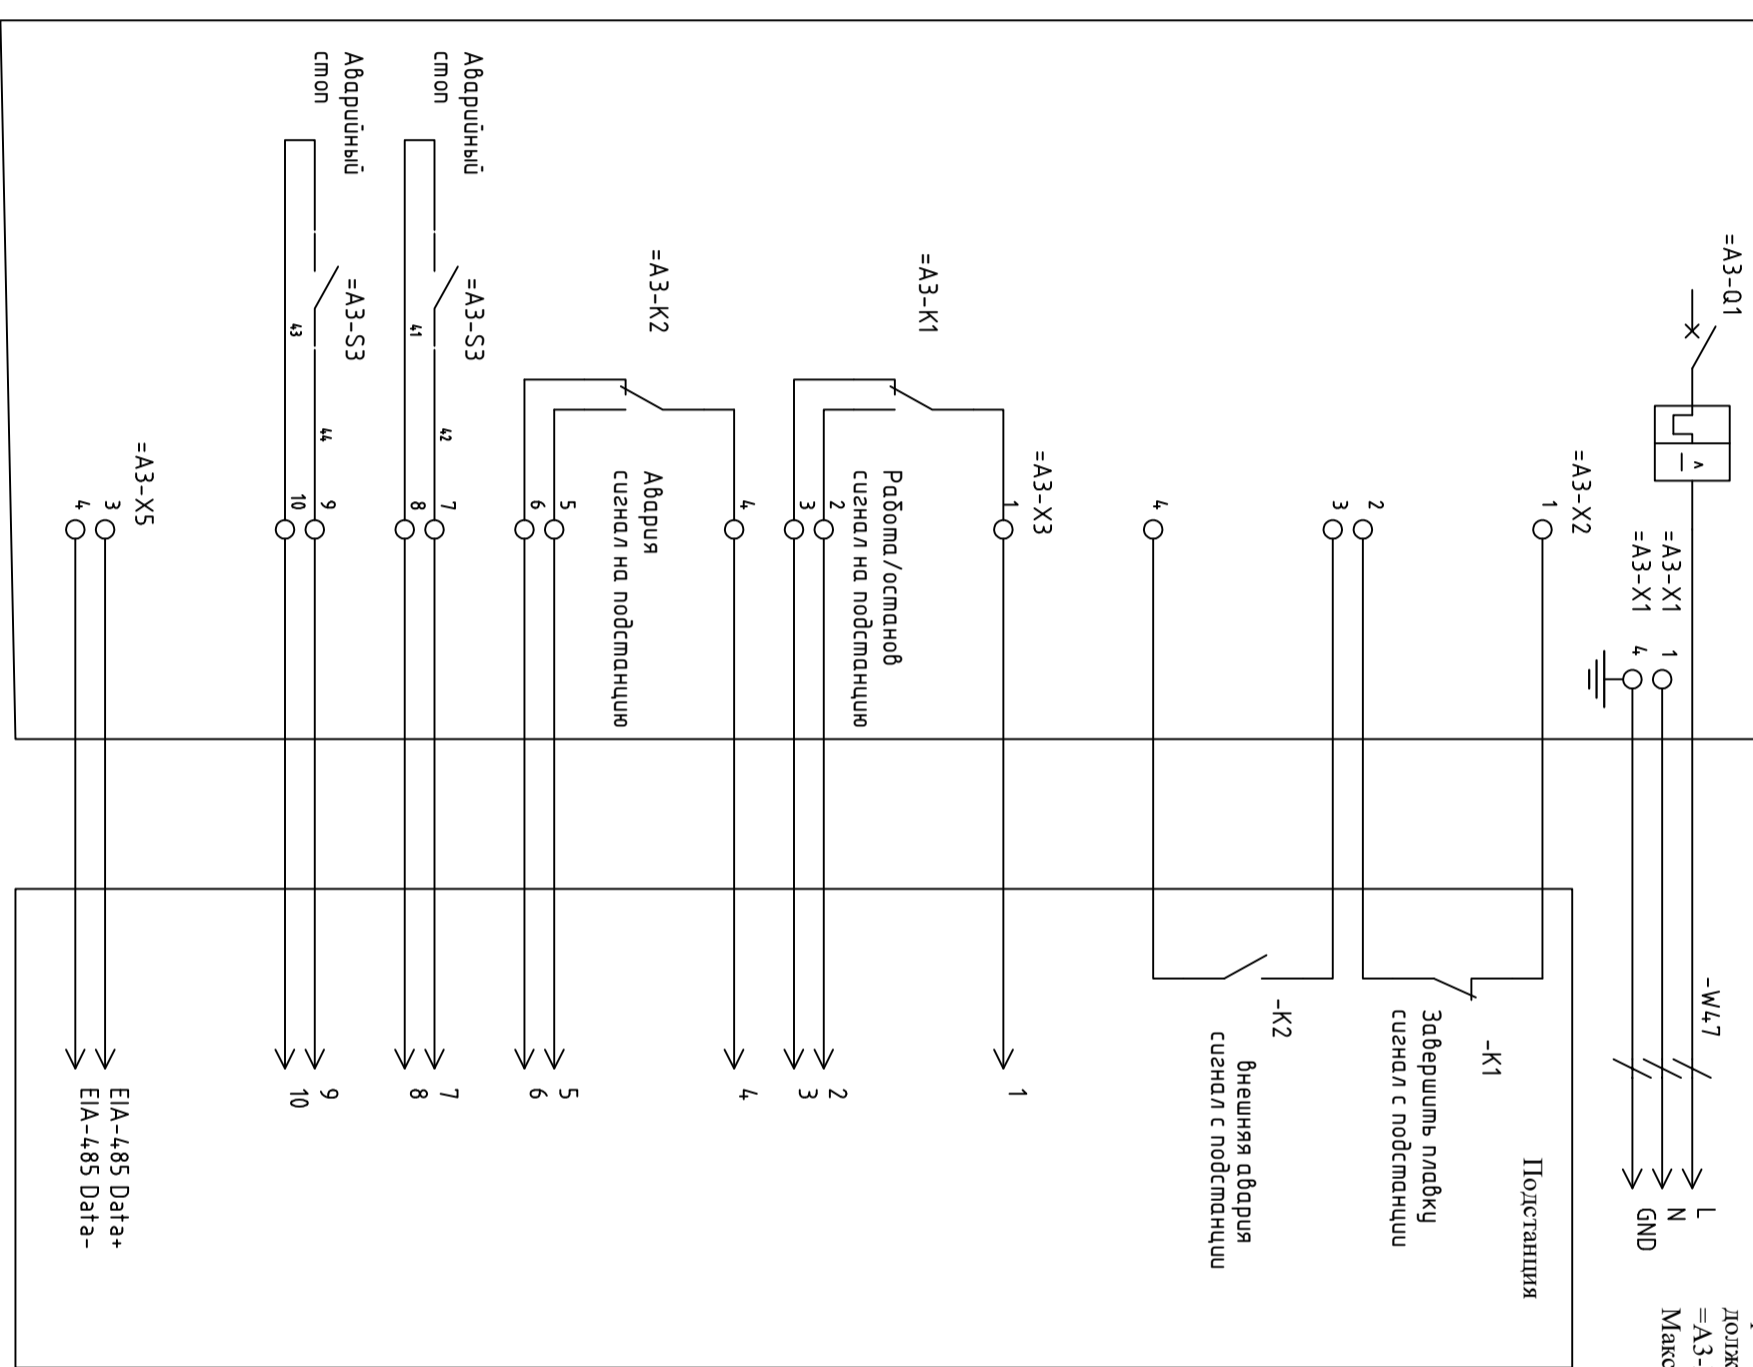 =A3-Q1
=A3-X1
1
=A3-X1
4
-W47
L
N
GND
долж
=A3-
Макс
=A3-X2
1
2
3
4
Подстанция
-K1
Завершить плавку
сигнал с подстанции
-K2
внешняя авария
сигнал с подстанции
=A3-X3
1
1
=A3-K1
Работа/останов
сигнал на подстанцию
2
3
2
3
4
4
=A3-K2
Авария
сигнал на подстанцию
5
6
5
6
Аварийный
стоп
=A3-S3
41
42
7
8
7
8
Аварийный
стоп
=A3-S3
43
44
9
10
9
10
=A3-X5
3
4
EIA-485 Data+
EIA-485 Data-